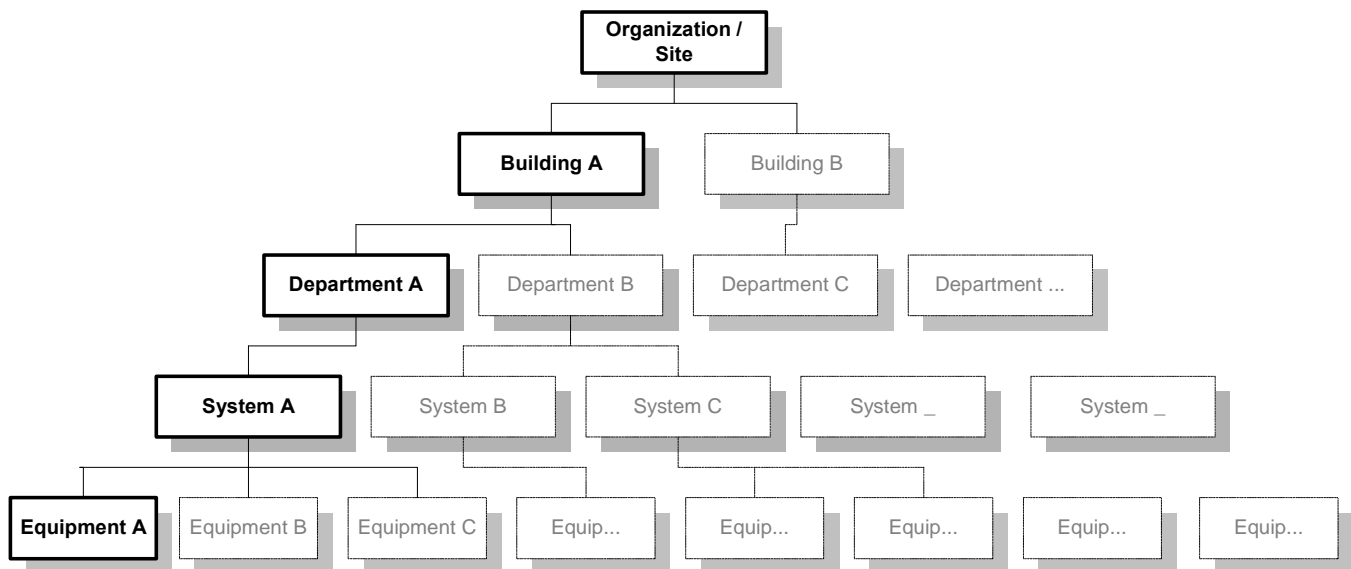 Organization /
Site
Building A
Building B
Department A
Department B
Department C
Department ...
System A
System B
System C
System _
System _
Equipment A
Equipment B
Equipment C
Equip...
Equip...
Equip...
Equip...
Equip...